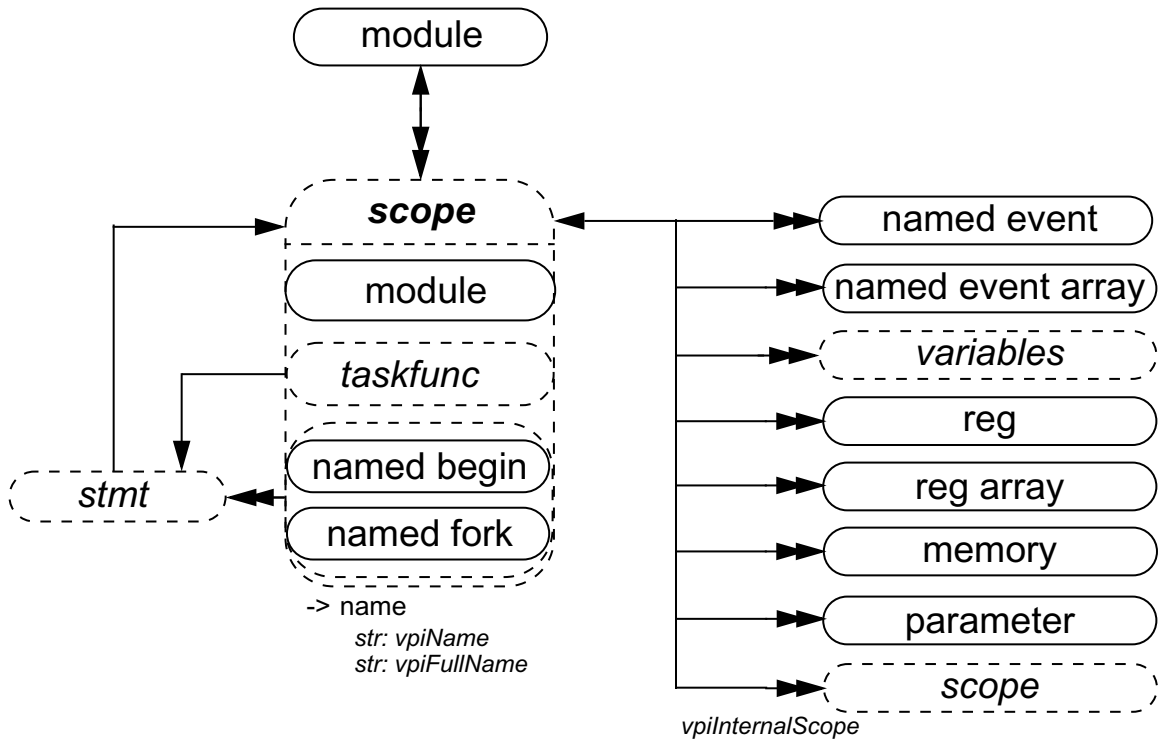 module
scope
module
taskfunc
named begin
named fork
stmt
-> name
str: vpiName
str: vpiFullName
named event
named event array
variables
reg
reg array
memory
parameter
scope
vpiInternalScope